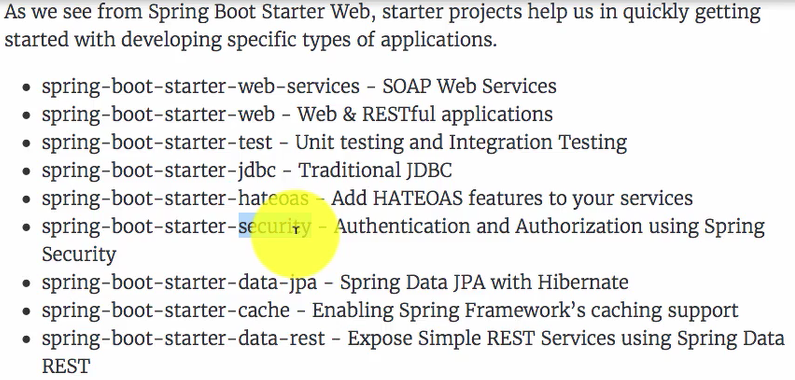 As we see from Spring Boot Starter Web, starter projects help us in quickly getting
started with developing specific types of applications.
• spring-boot-starter-web-services - SOAP Web Services
• spring-boot-starter-web - Web & RESTful applications
• spring-boot-starter-test - Unit testing and Integration Testing
• spring-boot-starter-jdbc - Traditional JDBC
• spring-boot-starter-hateoas - Add HATEOAS features to your services
• spring-boot-starter-security - Authentication and Authorization using Spring
Security
• spring-boot-starter-data-jpa - Spring Data JPA with Hibernate
• spring-boot-starter-cache - Enabling Spring Framework’s caching support
• spring-boot-starter-data-rest - Expose Simple REST Services using Spring Data
REST